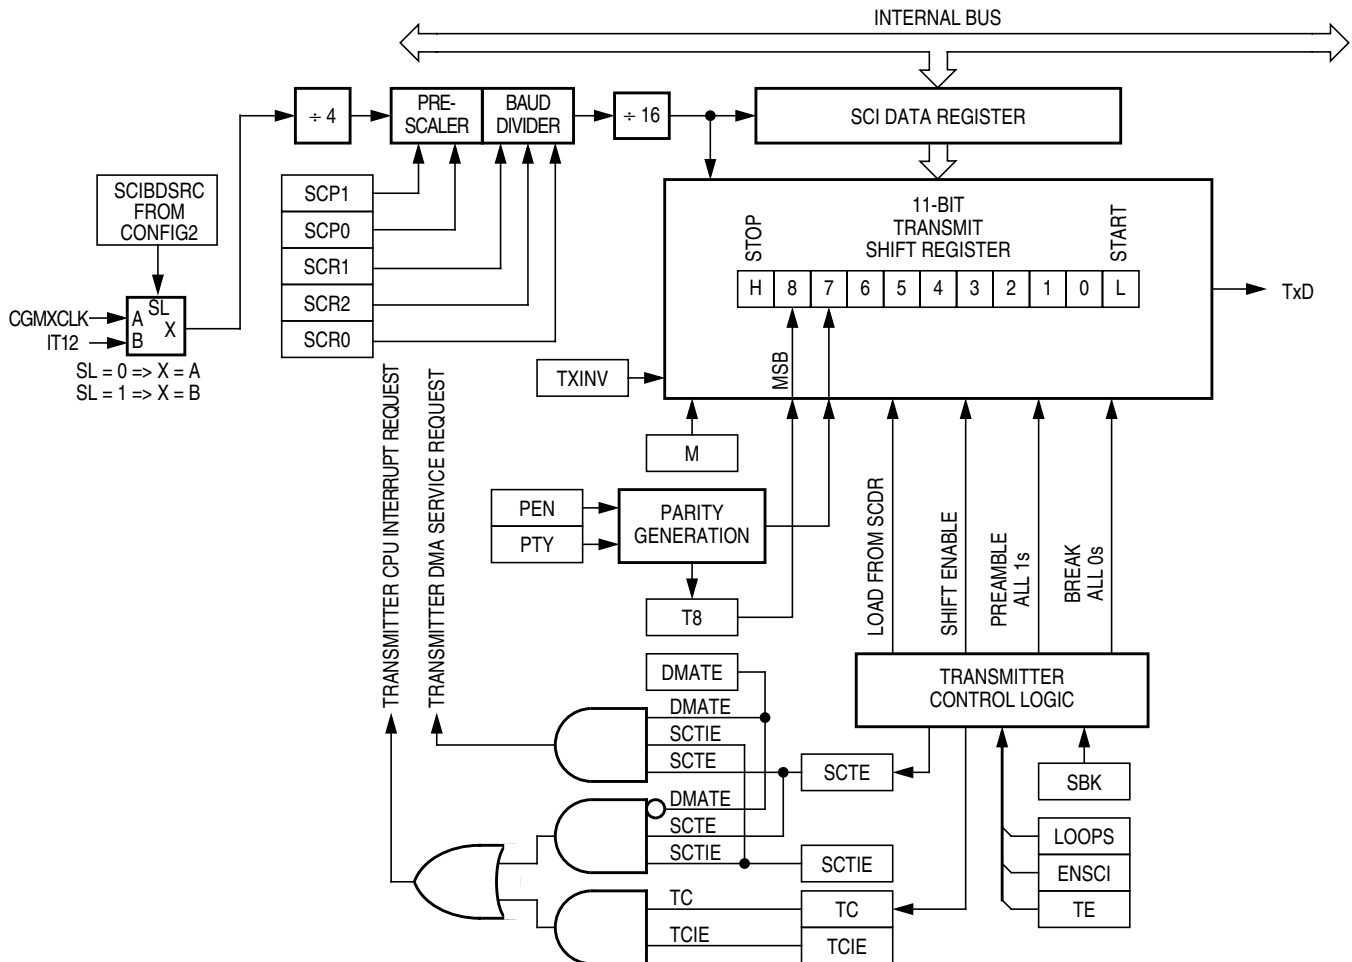 INTERNAL BUS
÷ 4
PRE-
SCALER
BAUD
DIVIDER
÷ 16
SCI DATA REGISTER
SCIBDSRC
FROM
CONFIG2
SCP1
SCP0
SCR1
SCR2
SCR0
CGMXCLK
IT12
SL
A
X
B
SL = 0 => X = A
SL = 1 => X = B
11-BIT
TRANSMIT
SHIFT REGISTER
STOP
START
H 8 7 6 5 4 3 2 1 0 L
TxD
TXINV
MSB
M
PEN
PTY
PARITY
GENERATION
T8
TRANSMITTER CPU INTERRUPT REQUEST
TRANSMITTER DMA SERVICE REQUEST
LOAD FROM SCDR
SHIFT ENABLE
PREAMBLE
ALL 1s
BREAK
ALL 0s
TRANSMITTER
CONTROL LOGIC
DMATE
DMATE
SCTIE
SCTE
SCTE
DMATE
SCTE
SCTIE
SCTIE
TC
TC
TCIE
TCIE
SBK
LOOPS
ENSCI
TE